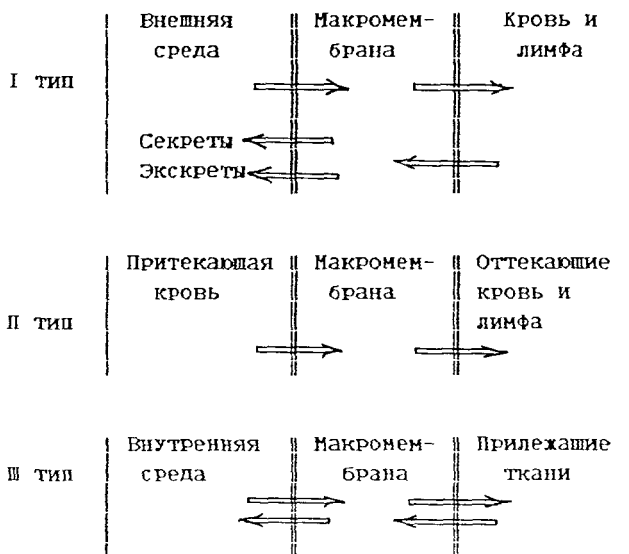 Внешняя Макромем- Кровь и
среда брана лимфа
I тип
Секреты
Экскреты
Притекающая Макромем- Оттекающие
кровь брана кровь и
II тип лимфа
Внутренняя Макромем- Прилежащие
III тип среда брана ткани